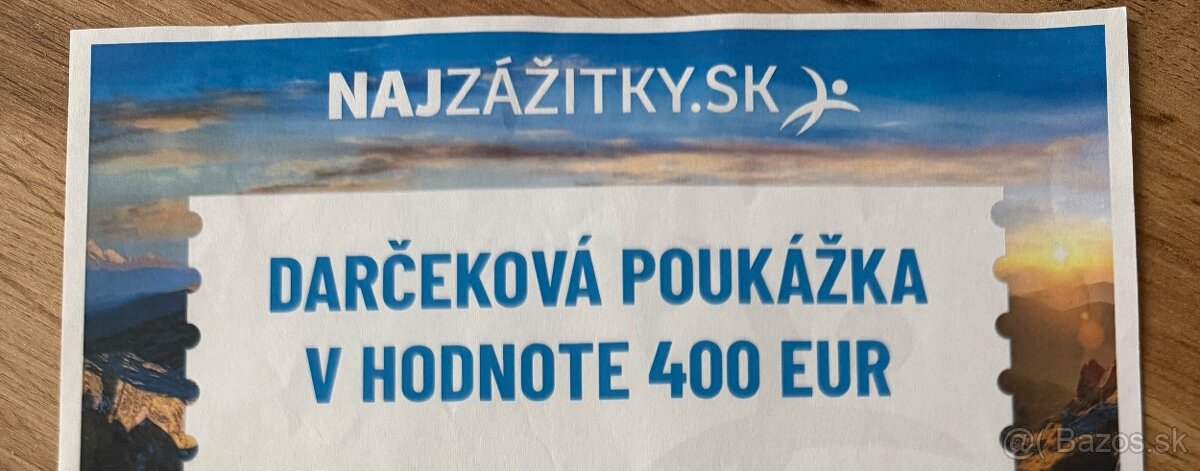 NAJZÁŽITKY.SK
DARČEKOVÁ POUKÁŽKA
V HODNOTE 400 EUR
@ Bazos.sk